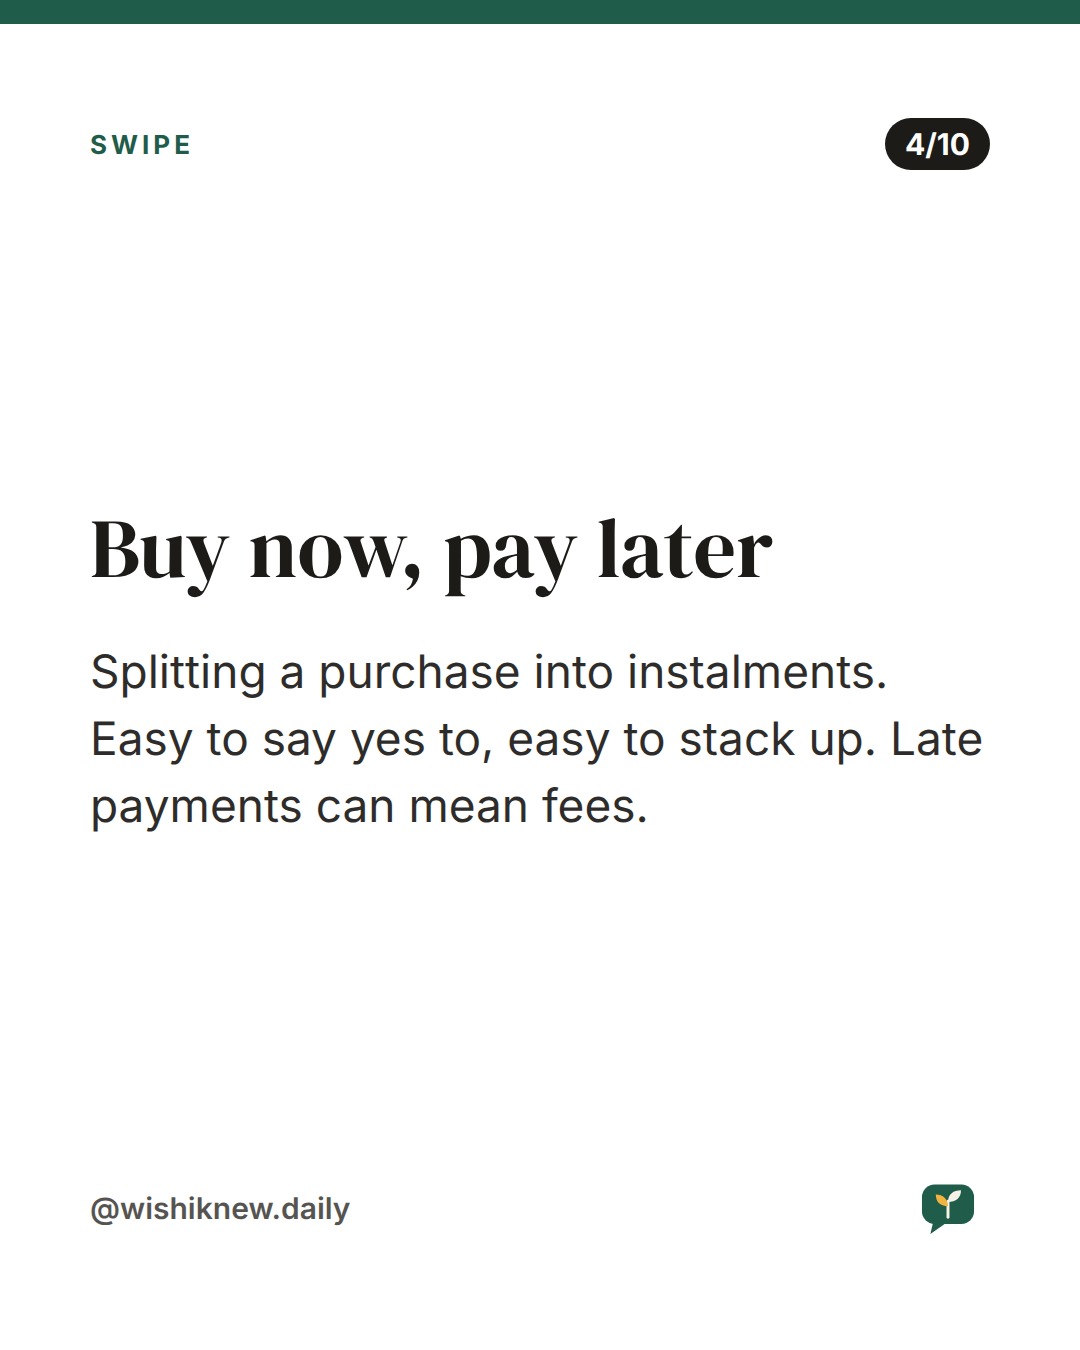 SWIPE
4/10
Buy now, pay later
Splitting a purchase into instalments.
Easy to say yes to, easy to stack up. Late
payments can mean fees.
@wishiknew.daily